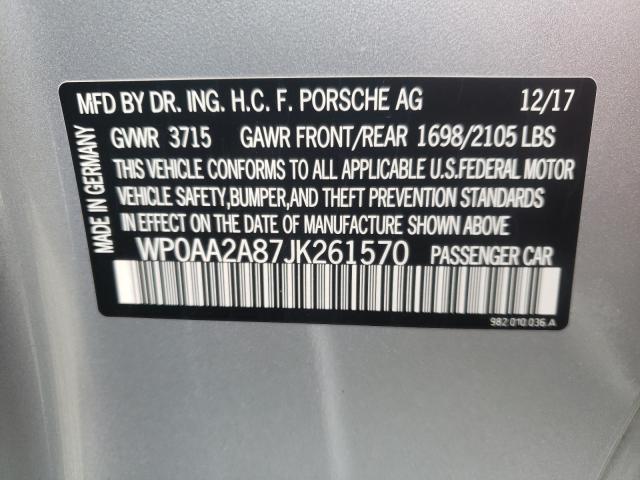 MFD BY DR. ING. H.C. F. PORSCHE AG 12/17
GVWR 3715 GAWR FRONT/REAR 1698/2105 LBS
THIS VEHICLE CONFORMS TO ALL APPLICABLE U.S.FEDERAL MOTOR
VEHICLE SAFETY,BUMPER,AND THEFT PREVENTION STANDARDS
IN EFFECT ON THE DATE OF MANUFACTURE SHOWN ABOVE
WP0AA2A87JK261570 PASSENGER CAR
MADE IN GERMANY
982.010.036.A